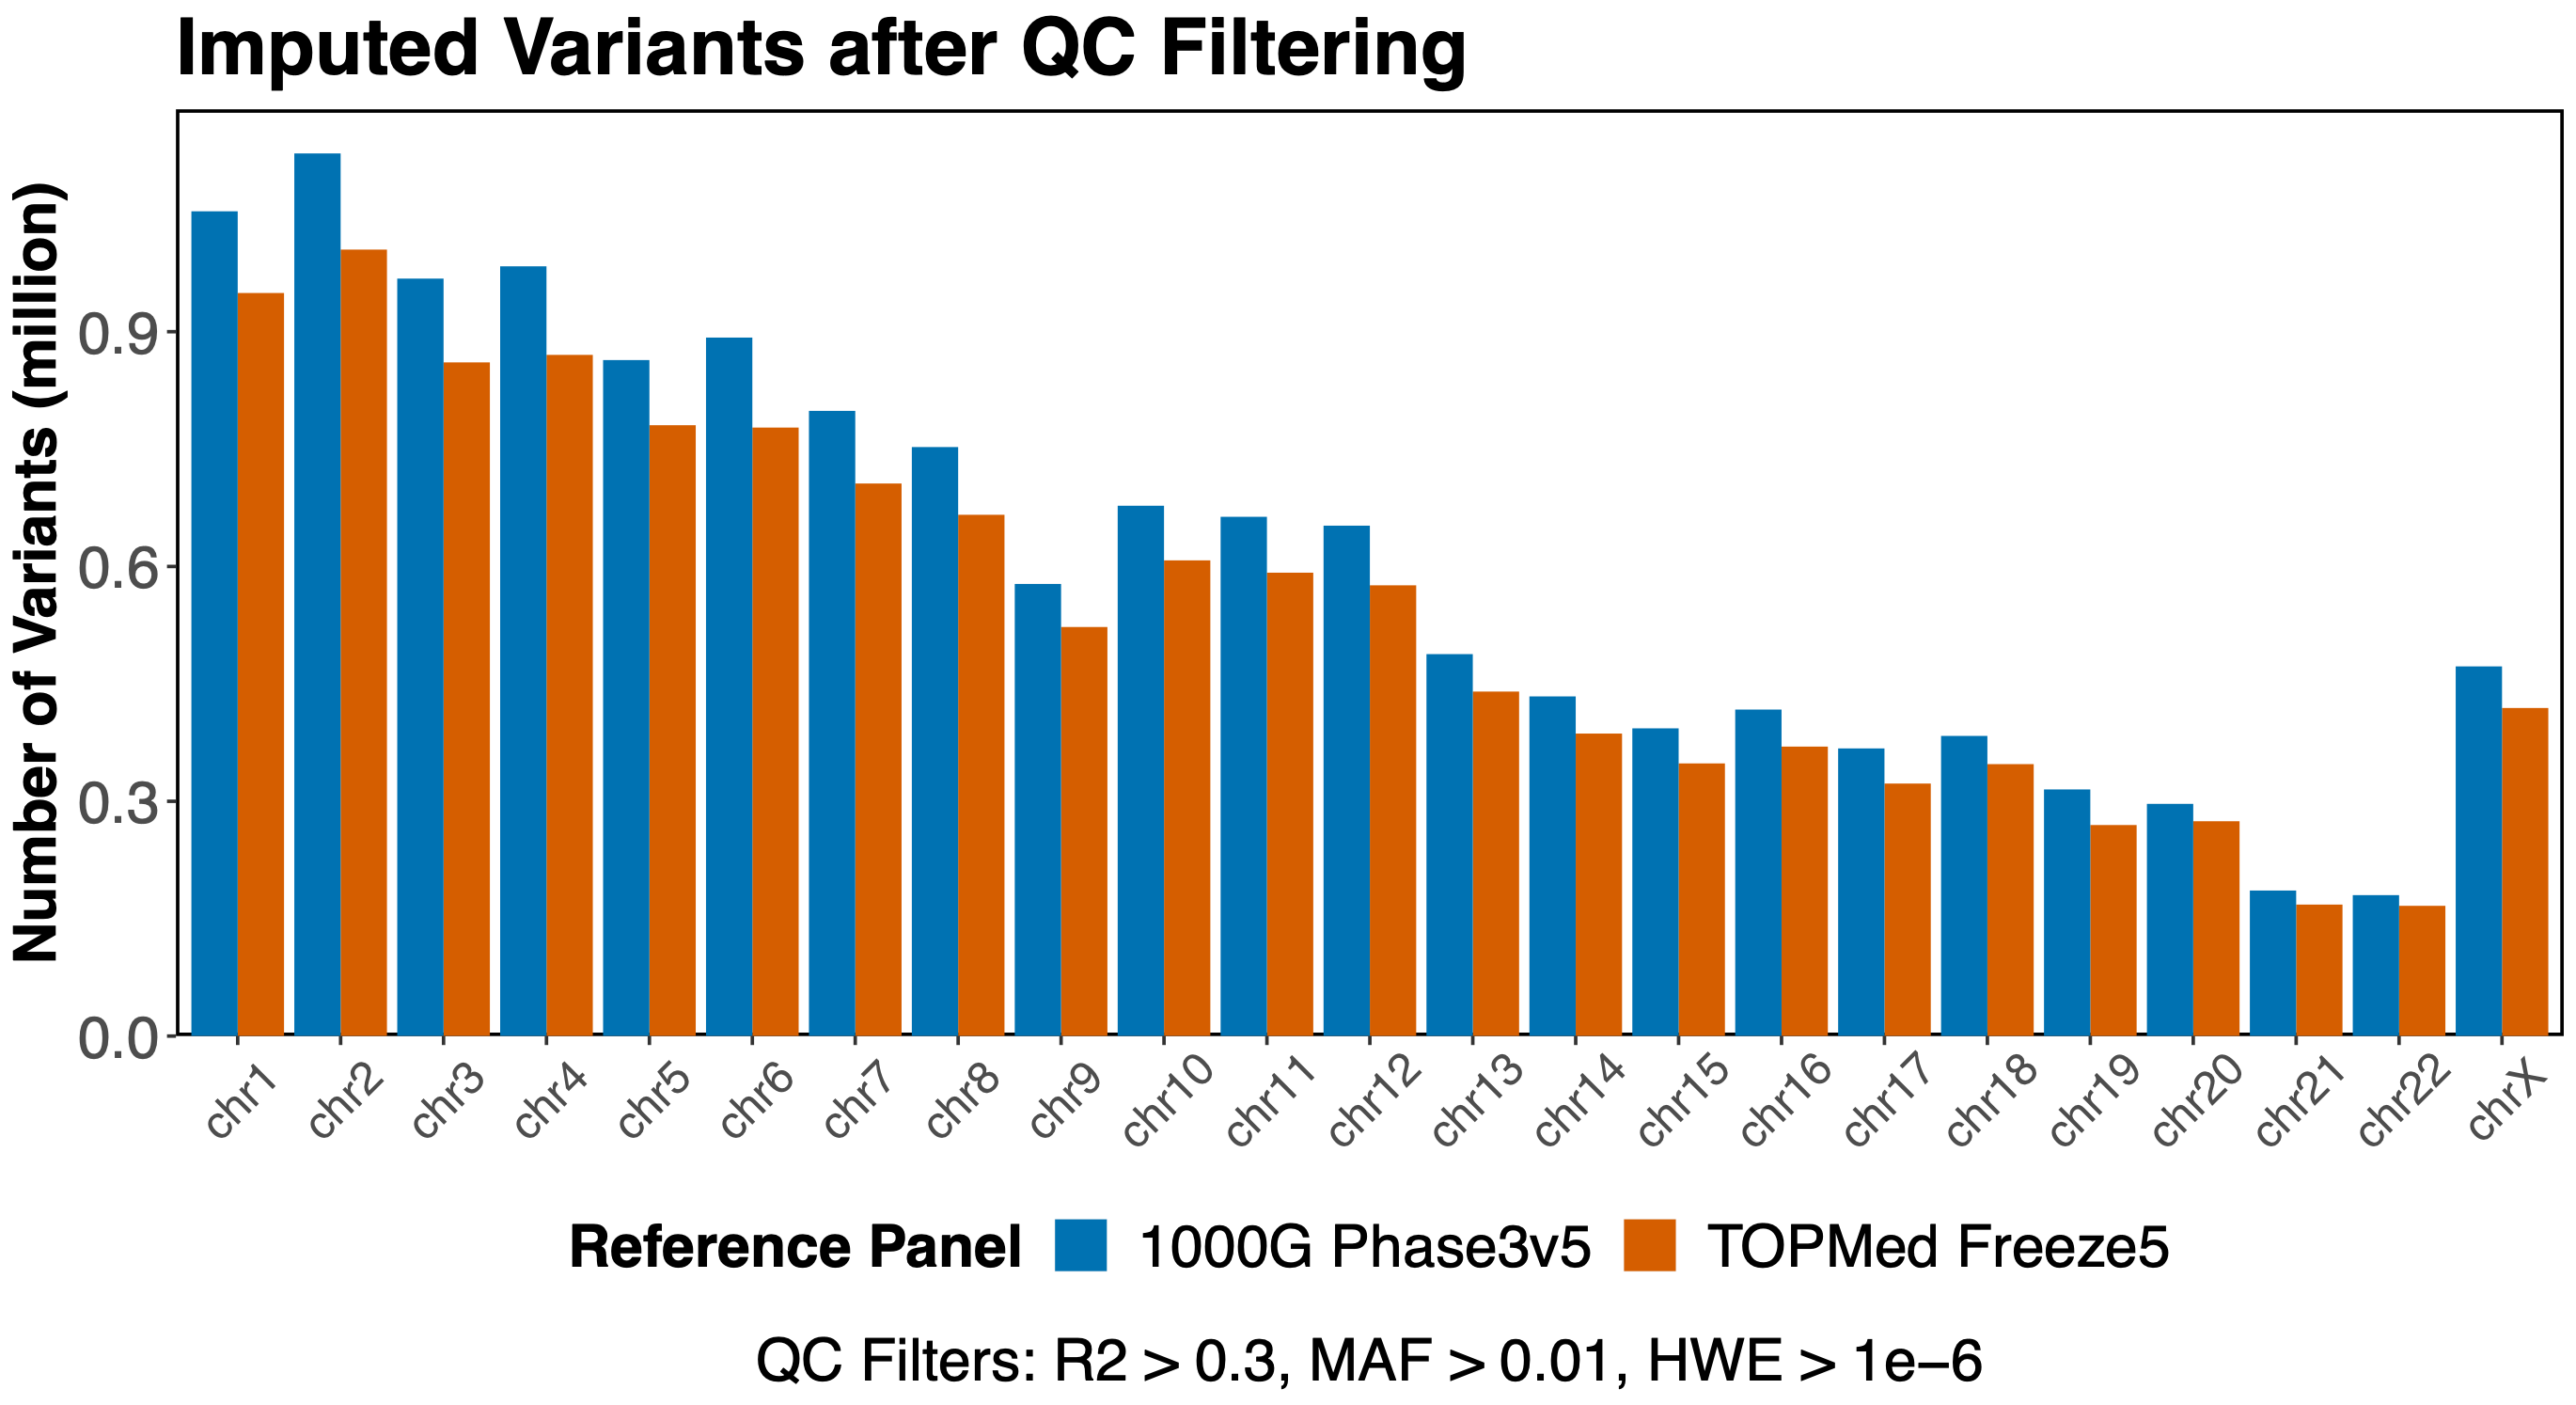 Imputed Variants after QC Filtering
Number of Variants (million)
0.9
0.6
0.3
0.0
chr1 chr2 chr3 chr4 chr5 chr6 chr7 chr8 chr9 chr10 chr11 chr12 chr13 chr14 chr15 chr16 chr17 chr18 chr19 chr20 chr21 chr22 chrX
Reference Panel 1000G Phase3v5 TOPMed Freeze5
QC Filters: R2 > 0.3, MAF > 0.01, HWE > 1e−6